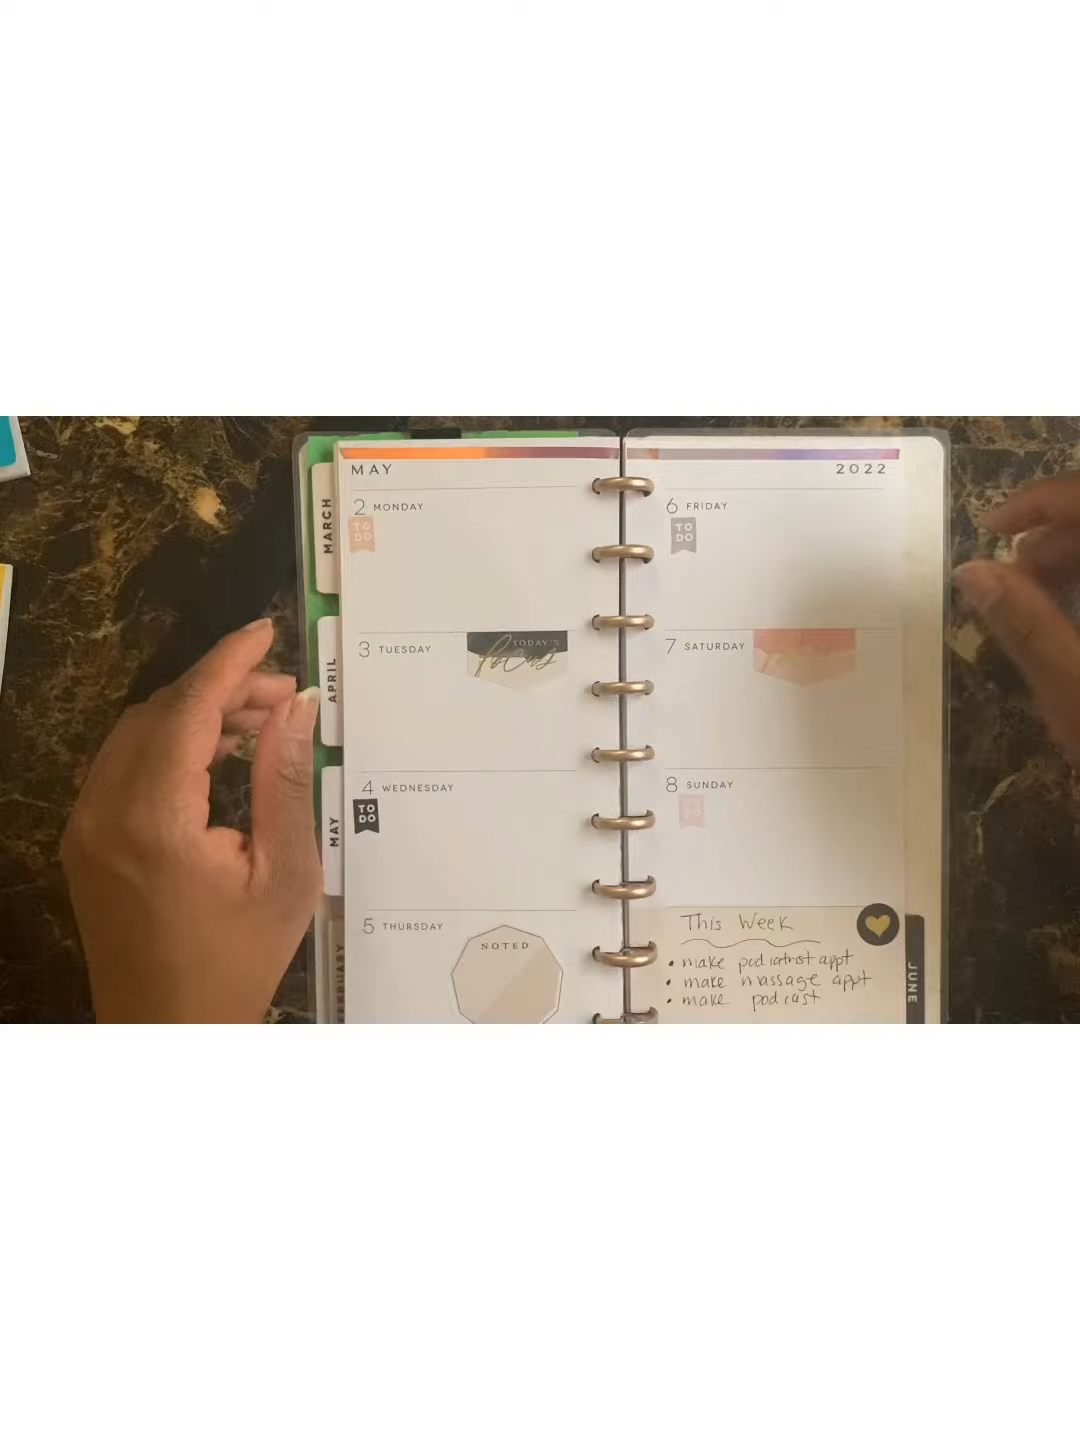 MAY
2 MONDAY
TO
DO
3 TUESDAY
TODAY'S
focus
4 WEDNESDAY
TO
DO
5 THURSDAY
NOTED
2022
6 FRIDAY
TO
DO
7 SATURDAY
8 SUNDAY
TO
DO
This Week
• make podiatrist appt
• make massage appt
• make podcast
MARCH
APRIL
MAY
JUNE